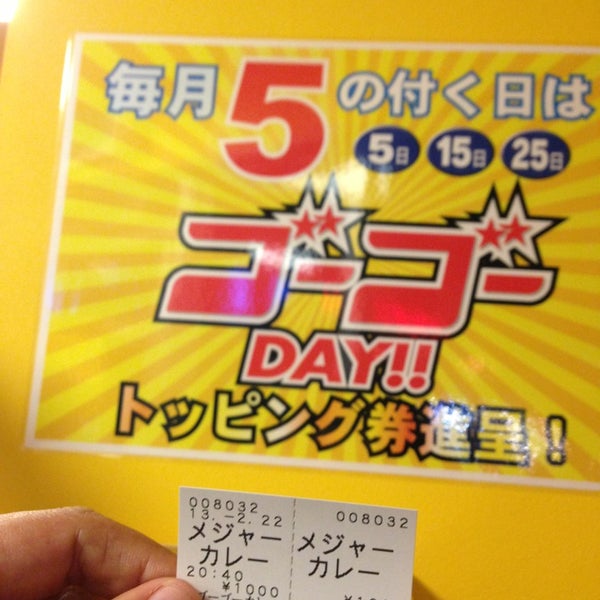 毎月5の付く日は
5日 15日 25日
ゴーゴー
DAY!!
トッピング券進呈!
008032
13.-2.22
メジャー
カレー
20:40
¥1000
008032
メジャー
カレー